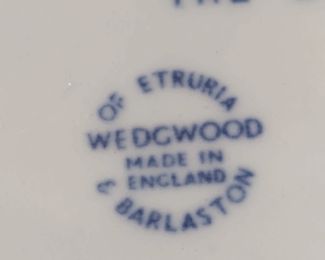 OF ETRURIA
WEDGWOOD
MADE IN
ENGLAND
& BARLASTON